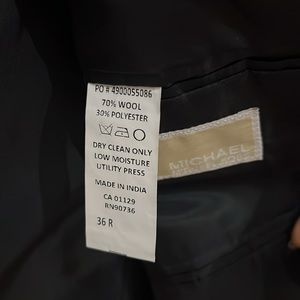 PO # 4900055086
70% WOOL
30% POLYESTER
DRY CLEAN ONLY
LOW MOISTURE
UTILITY PRESS
MADE IN INDIA
CA 01129
RN90736
36 R
MICHAEL